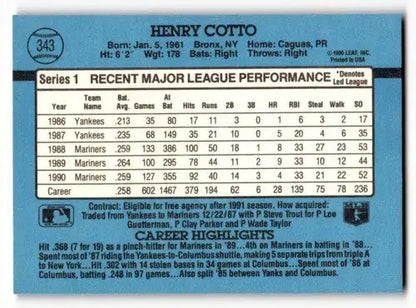 343
HENRY COTTO
Born: Jan. 5, 1961 Bronx, NY Home: Caguas, PR
Ht: 6'2" Wgt: 178 Bats: Right Throws: Right
© 1990 LEAF, INC.
Printed in USA
Series 1 RECENT MAJOR LEAGUE PERFORMANCE *Denotes Led League
Year Team Name Bat. Avg. Games At Bat Hits Runs 2B 3B HR RBI Steal Walk SO
1986 Yankees .213 35 80 17 11 3 0 1 6 3 2 17
1987 Yankees .235 68 149 35 21 10 0 5 20 4 6 35
1988 Mariners .259 133 386 100 50 18 1 8 33 27 23 53
1989 Mariners .264 100 295 78 44 11 2 9 33 10 12 44
1990 Mariners .259 127 355 92 40 14 3 4 33 21 22 52
Career .258 602 1467 379 194 62 6 28 139 75 78 236
Contract: Eligible for free agency after 1991 season. How acquired:
Traded from Yankees to Mariners 12/22/87 with P Steve Trout for P Lee
Guetterman, P Clay Parker and P Wade Taylor
MLB
CAREER HIGHLIGHTS
Hit .368 (7 for 19) as a pinch-hitter for Mariners in '89... 4th on Mariners in batting in '88...
Spent most of '87 riding the Yankees-to-Columbus shuttle, making 5 separate trips from triple A
to New York... Hit .302 with 14 stolen bases in 34 games at Columbus... Spent most of '86 at
Columbus, batting .248 in 97 games... Also split '85 between Yanks and Columbus.